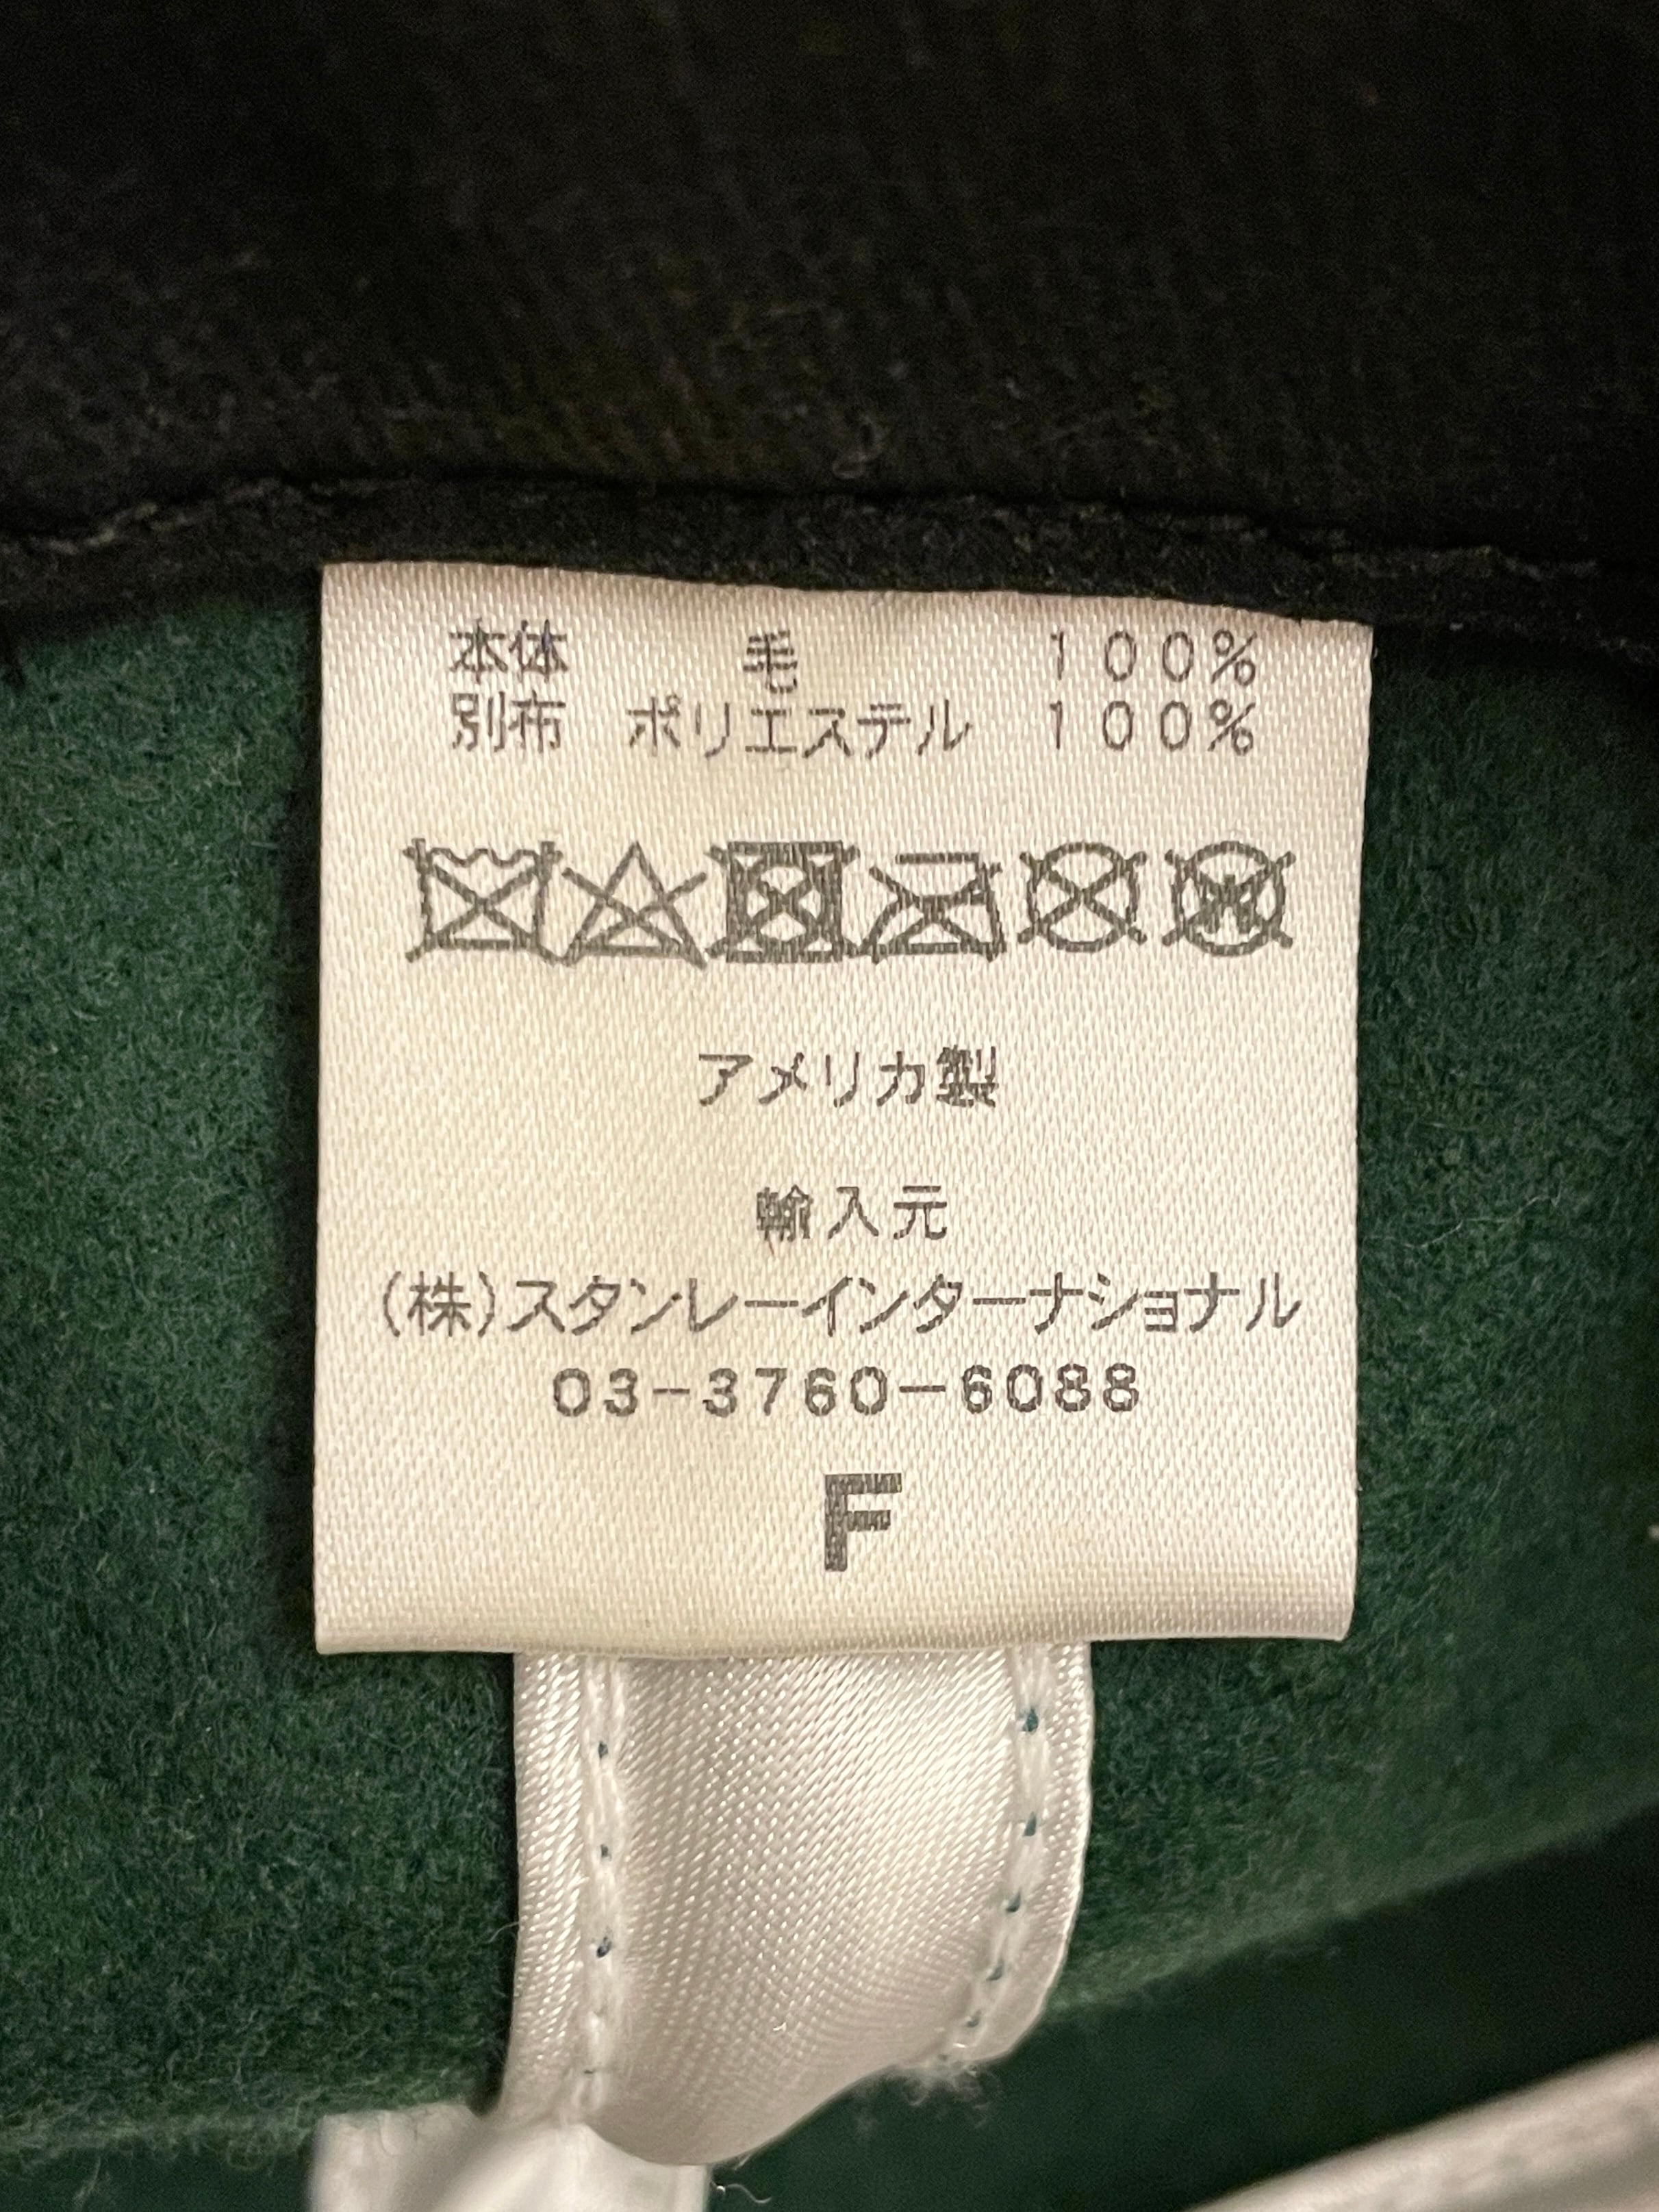 本体 毛 100%
別布 ポリエステル 100%
アメリカ製
輸入元
(株)スタンレーインターナショナル
03-3760-6088
F